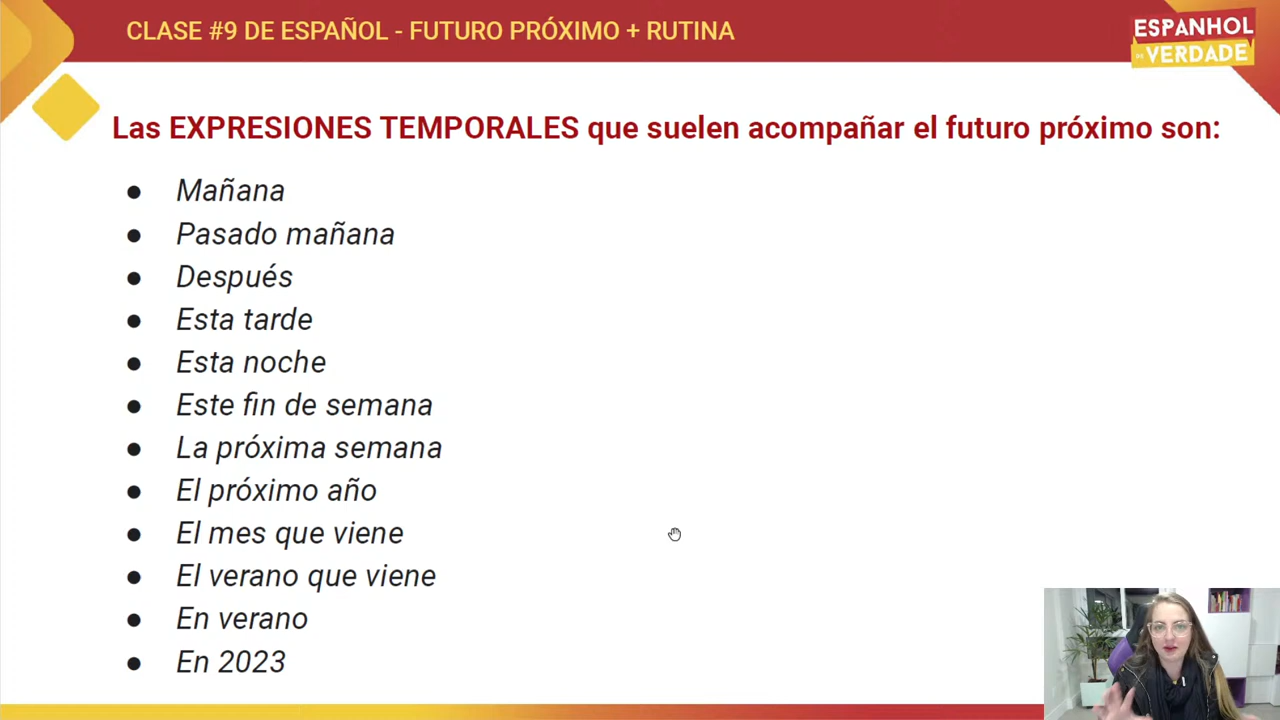 CLASE #9 DE ESPAÑOL - FUTURO PRÓXIMO + RUTINA
ESPANHOL
DE VERDADE
Las EXPRESIONES TEMPORALES que suelen acompañar el futuro próximo son:
● Mañana
● Pasado mañana
● Después
● Esta tarde
● Esta noche
● Este fin de semana
● La próxima semana
● El próximo año
● El mes que viene
● El verano que viene
● En verano
● En 2023